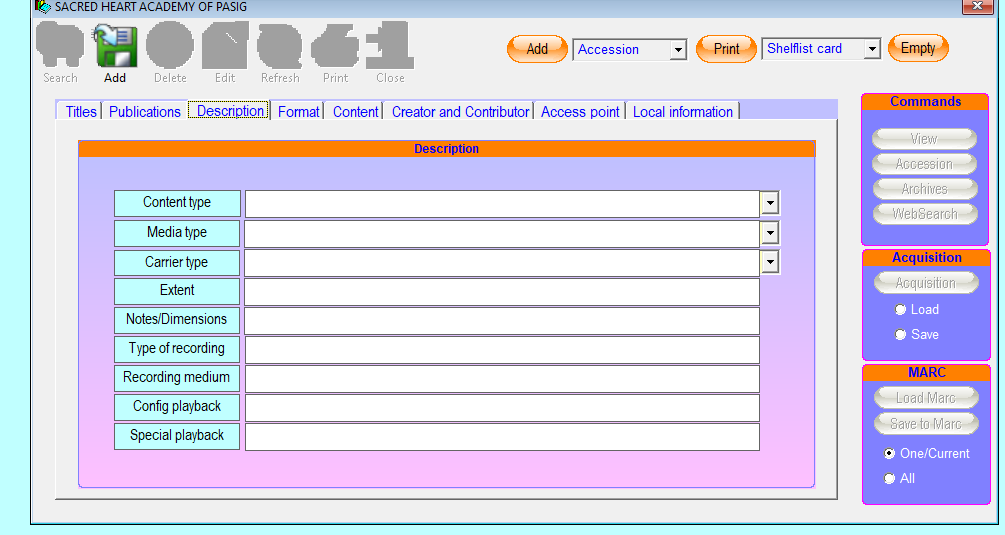 SACRED HEART ACADEMY OF PASIG
Search Add Delete Edit Refresh Print Close
Add Accession Print Shelflist card Empty
Titles Publications Description Format Content Creator and Contributor Access point Local information
Description
Content type
Media type
Carrier type
Extent
Notes/Dimensions
Type of recording
Recording medium
Config playback
Special playback
Commands
View
Accession
Archives
WebSearch
Acquisition
Acquisition
Load
Save
MARC
Load Marc
Save to Marc
One/Current
All